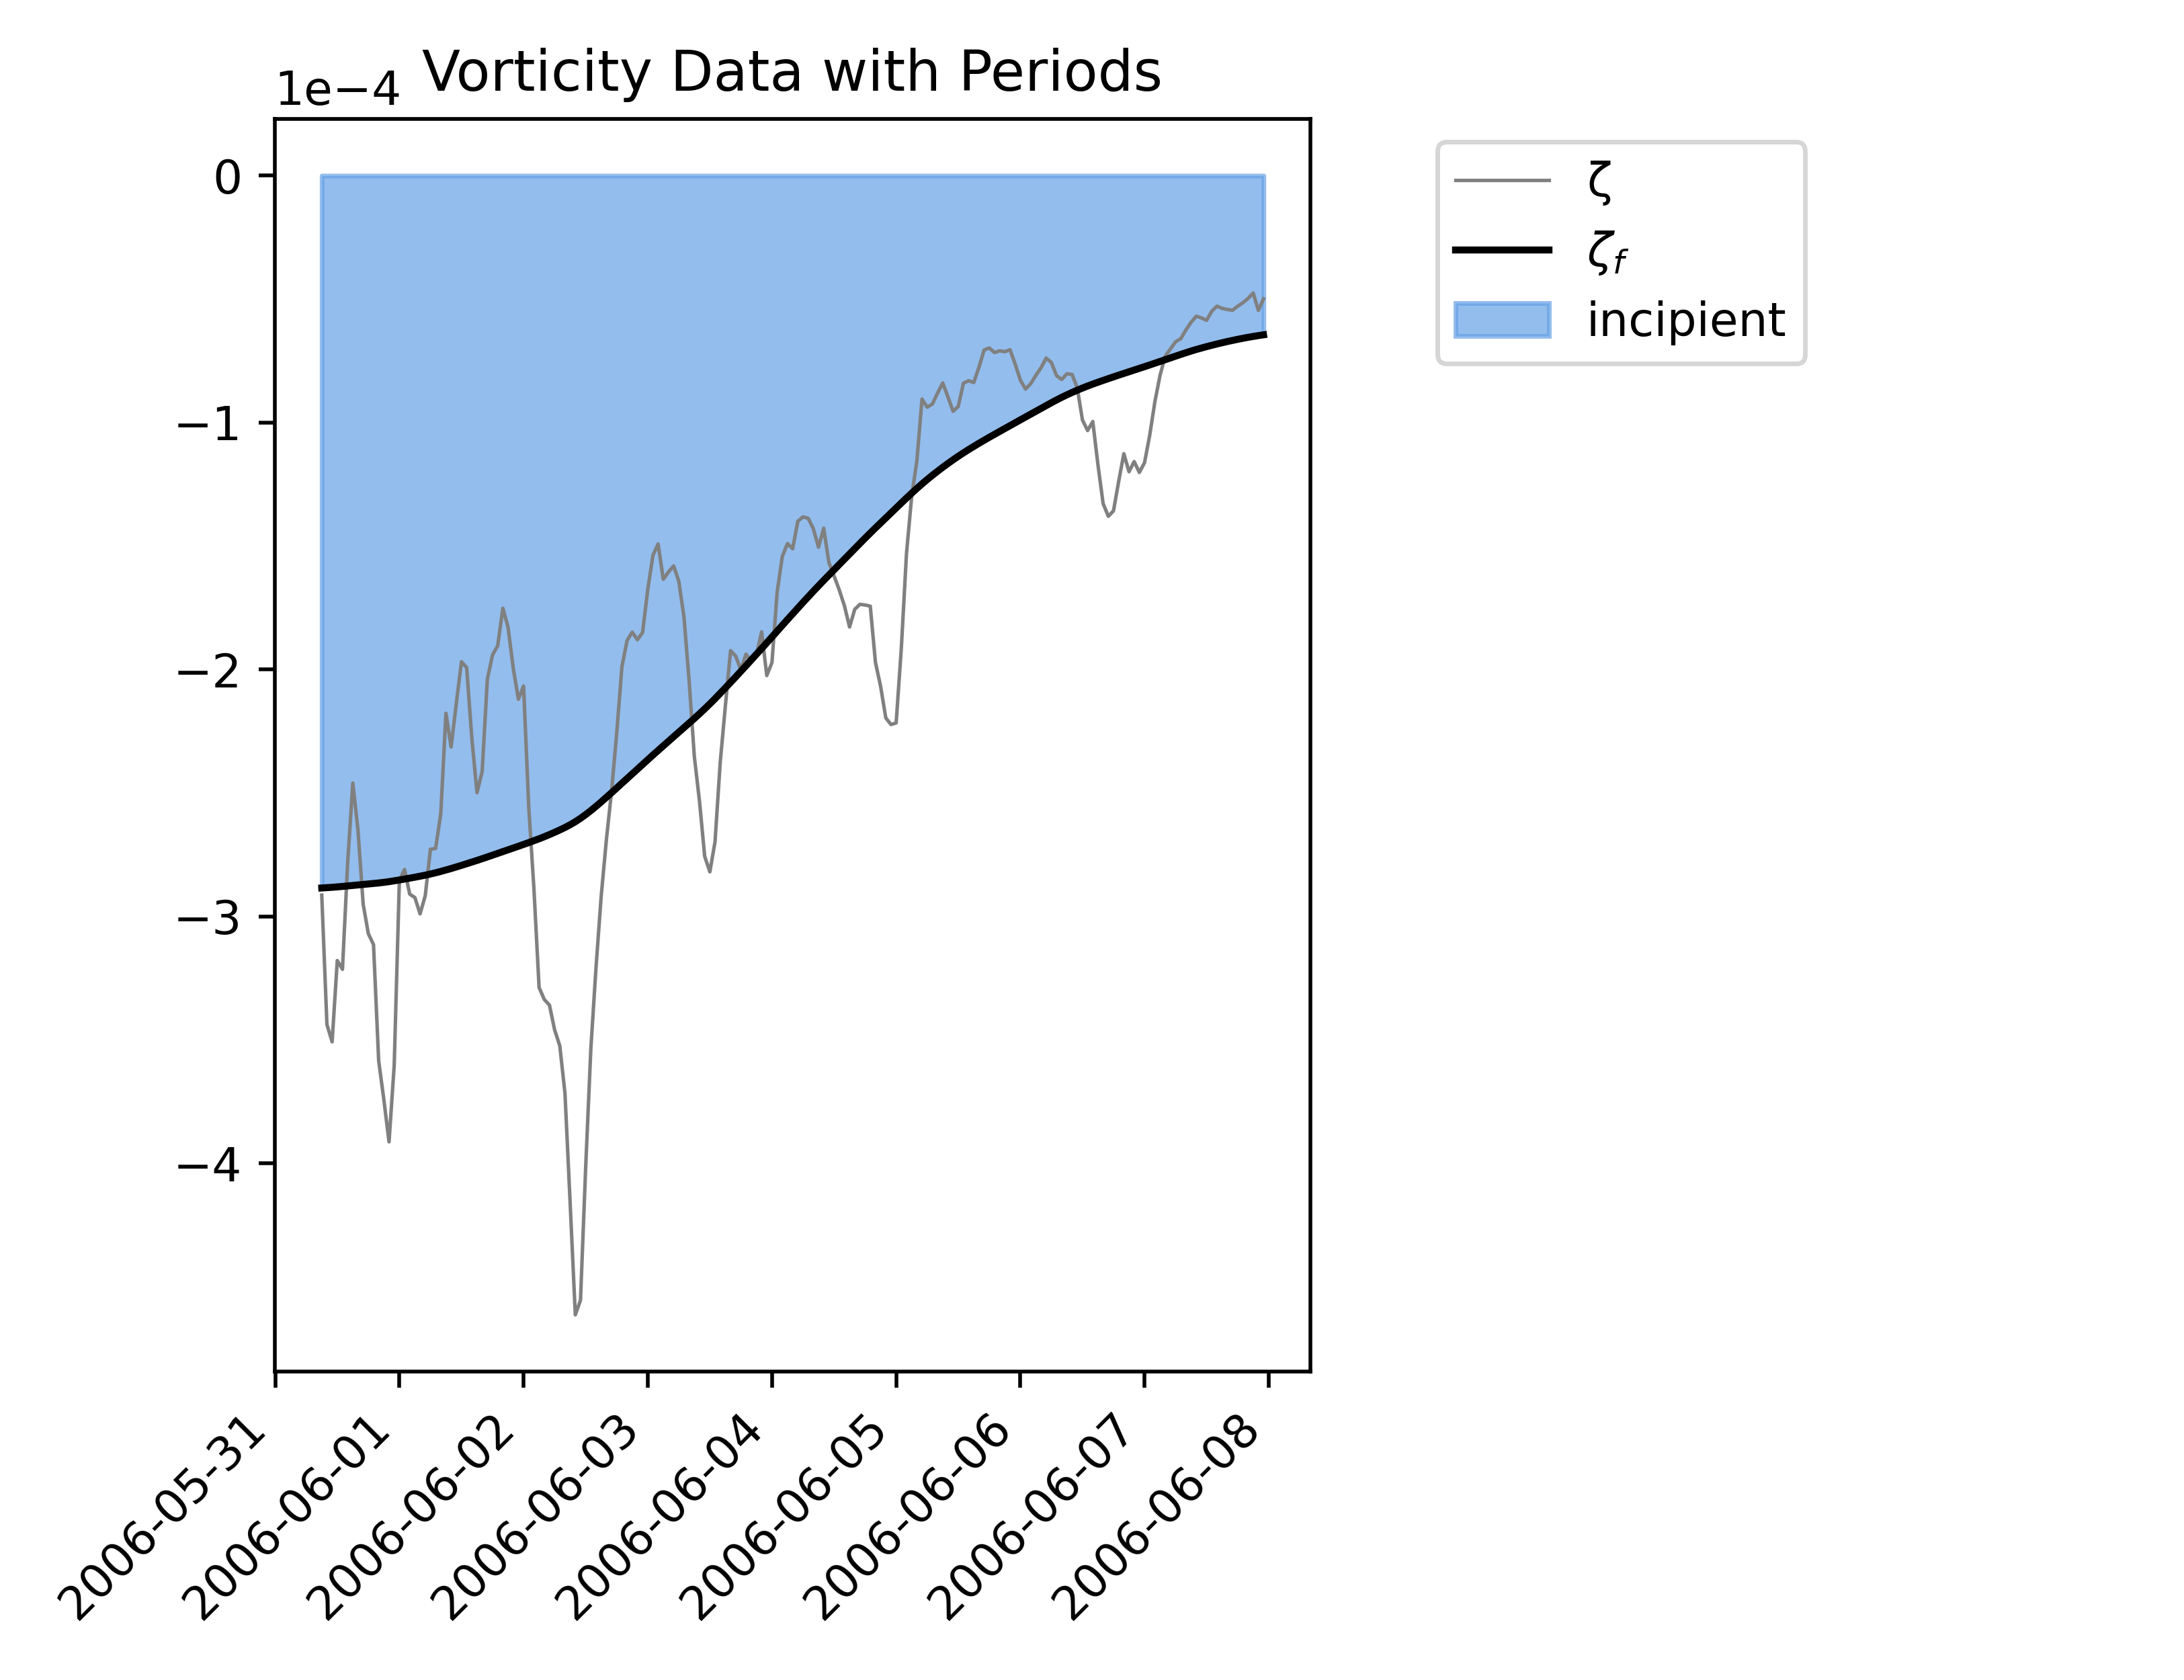 Vorticity Data with Periods
1e−4
0
−1
−2
−3
−4
2006-05-31
2006-06-01
2006-06-02
2006-06-03
2006-06-04
2006-06-05
2006-06-06
2006-06-07
2006-06-08
ζ
ζf
incipient